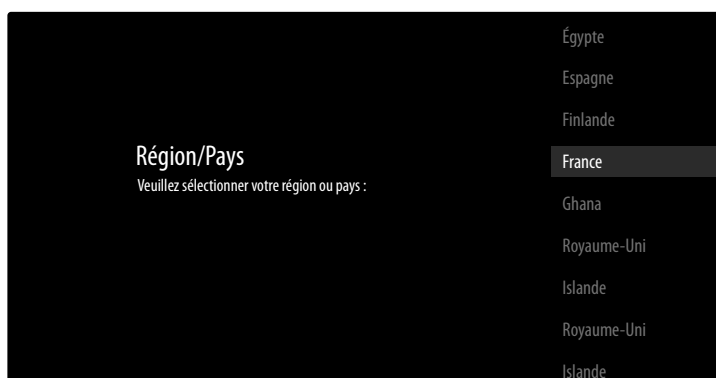 Région/Pays
Veuillez sélectionner votre région ou pays :
Égypte
Espagne
Finlande
France
Ghana
Royaume-Uni
Islande
Royaume-Uni
Islande